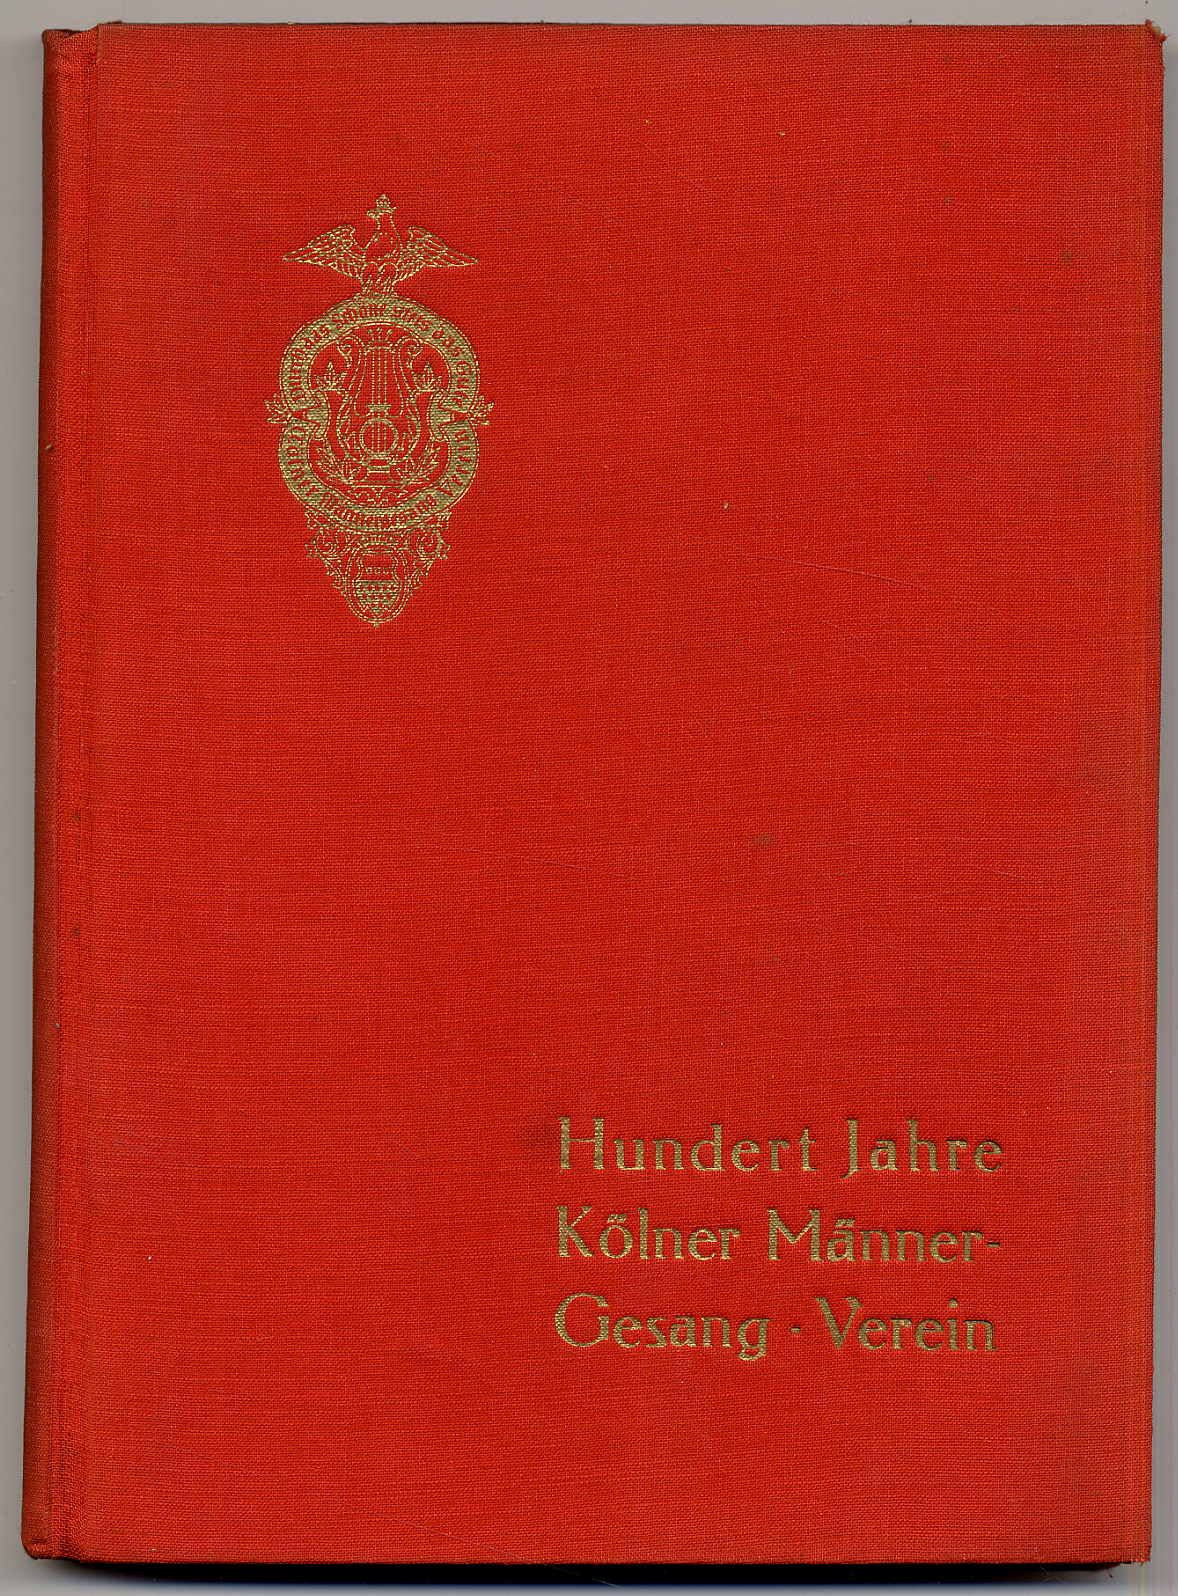 Hundert Jahre
Kölner Männer-
Gesang - Verein